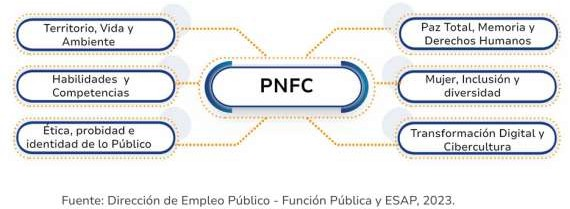 Territorio, Vida y
Ambiente
Habilidades y
Competencias
Ética, probidad e
identidad de lo Público
PNFC
Paz Total, Memoria y
Derechos Humanos
Mujer, Inclusión y
diversidad
Transformación Digital y
Cibercultura
Fuente: Dirección de Empleo Público - Función Pública y ESAP, 2023.